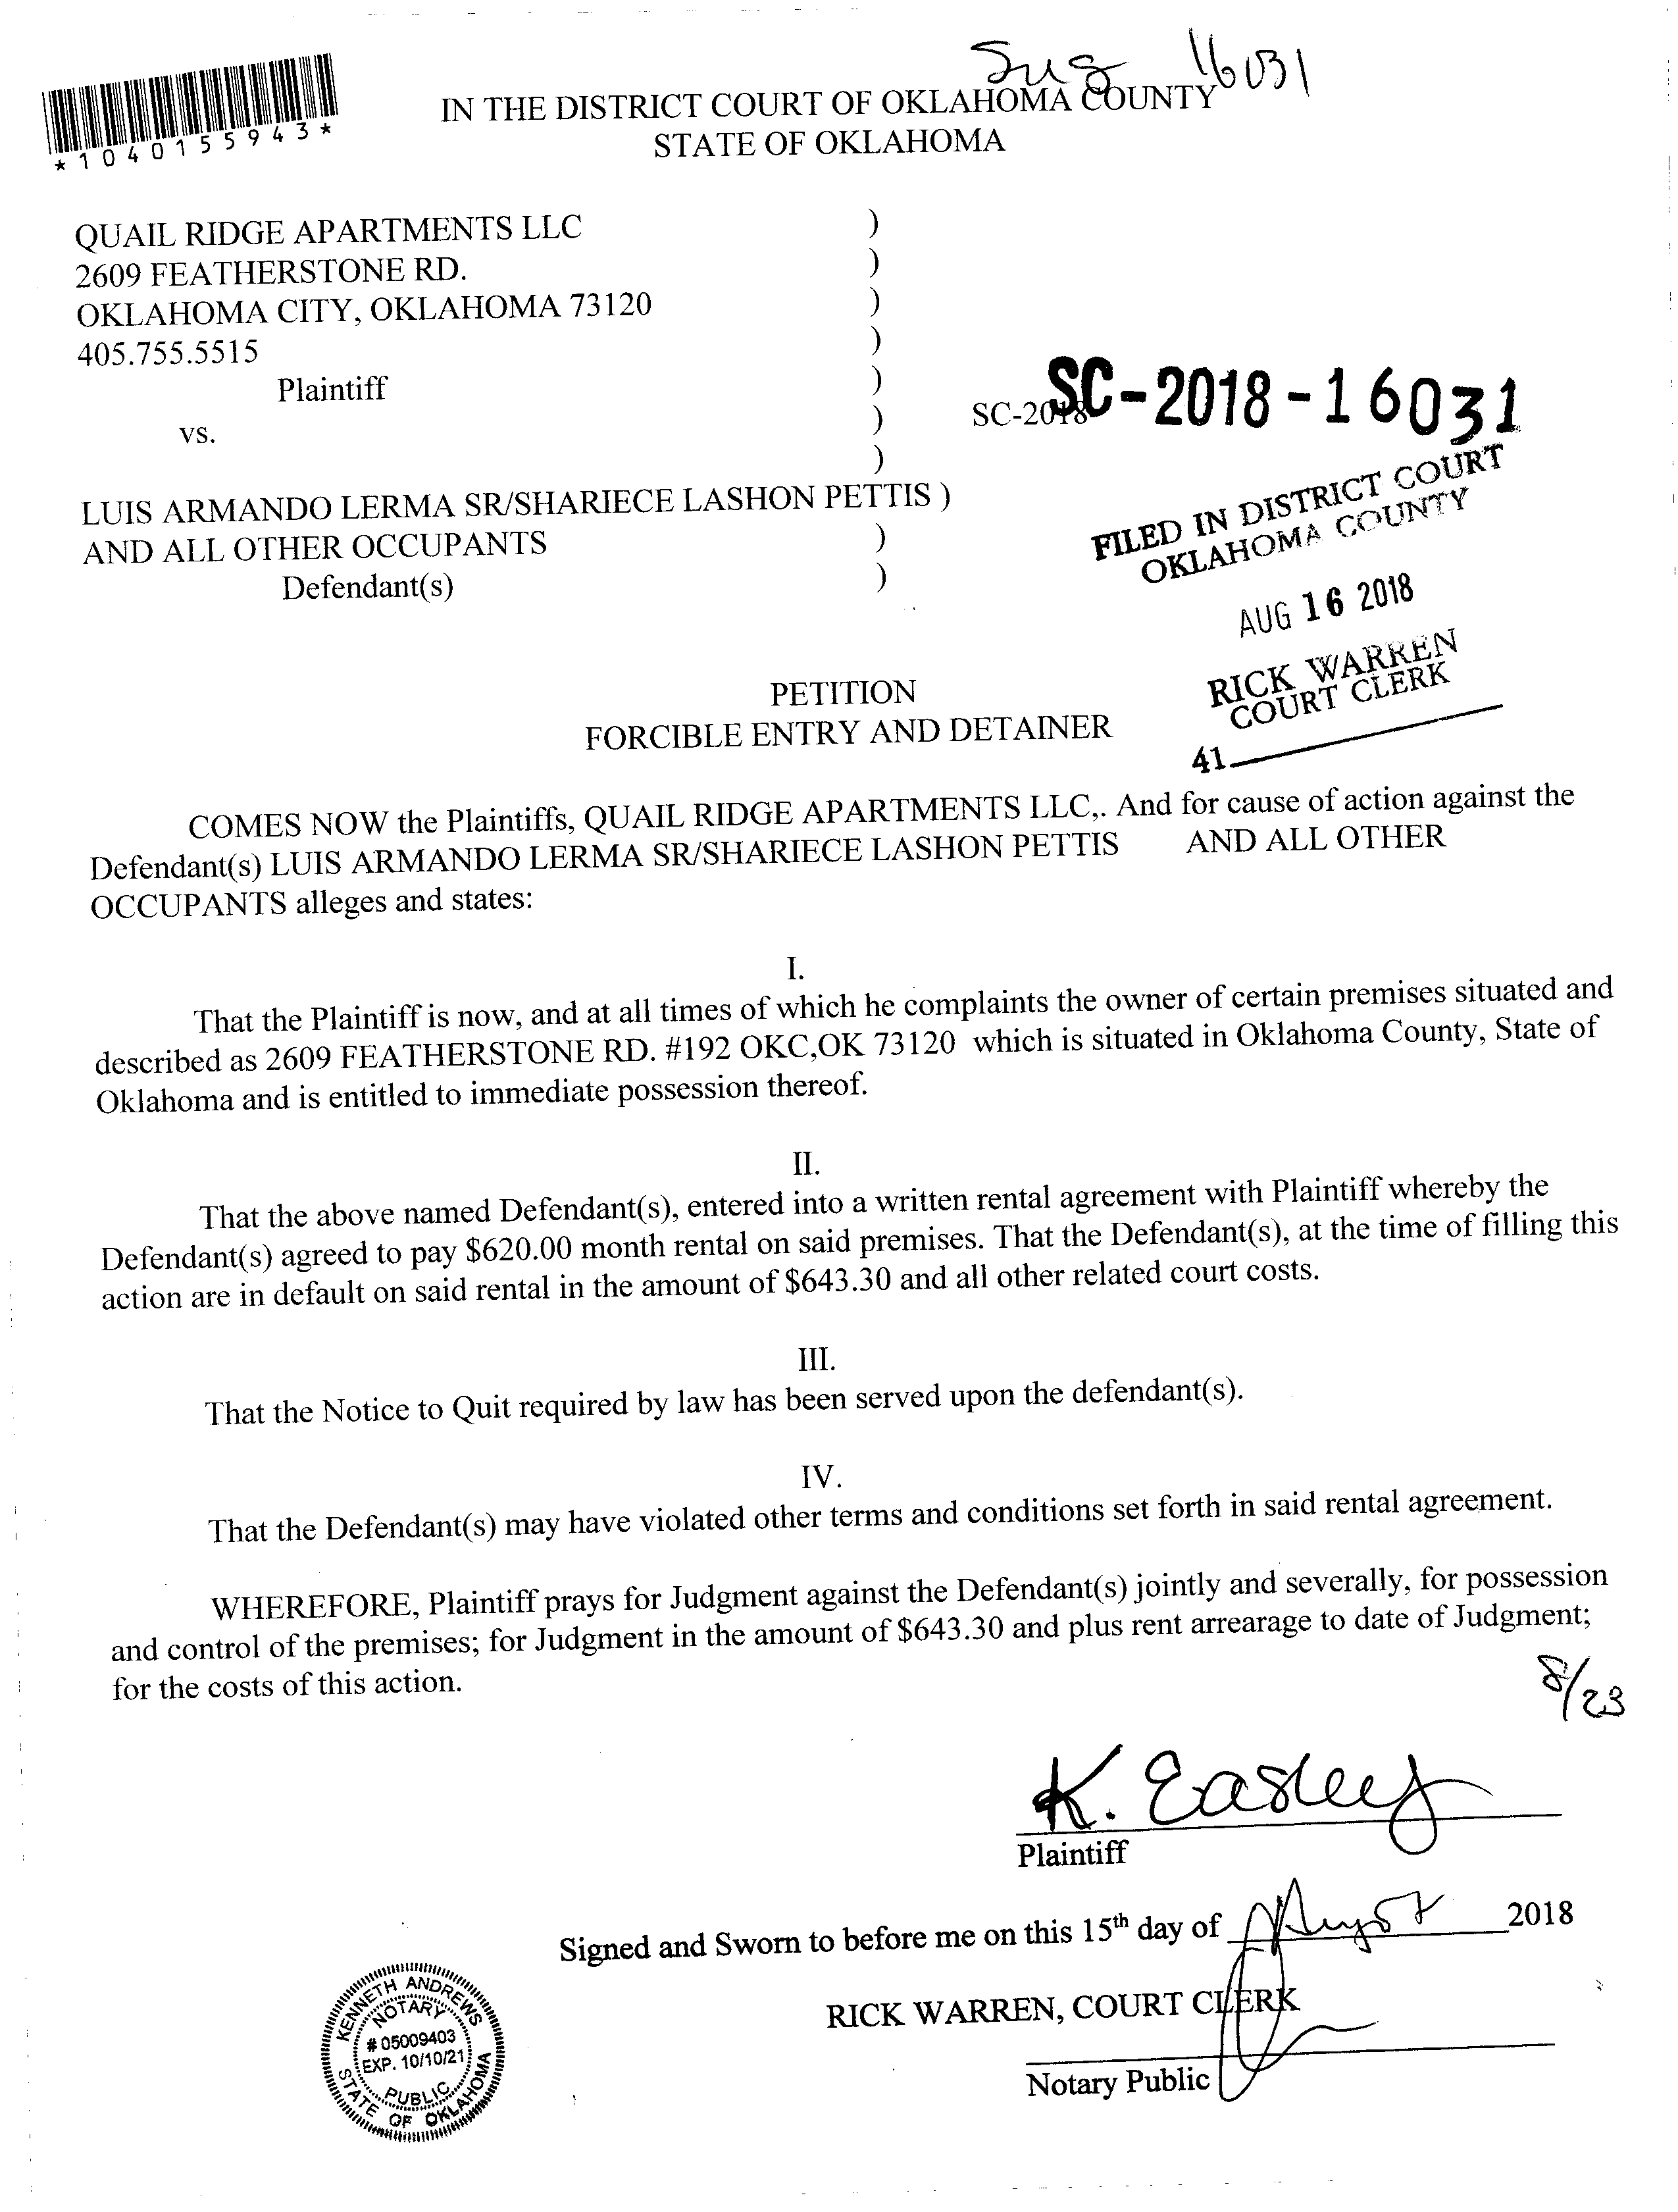 Sug 16031
*1040155943*
IN THE DISTRICT COURT OF OKLAHOMA COUNTY
STATE OF OKLAHOMA
QUAIL RIDGE APARTMENTS LLC )
2609 FEATHERSTONE RD. )
OKLAHOMA CITY, OKLAHOMA 73120 )
405.755.5515 )
Plaintiff )
SC-2018 SC-2018-16031
vs. )
)
LUIS ARMANDO LERMA SR/SHARIECE LASHON PETTIS )
AND ALL OTHER OCCUPANTS )
Defendant(s) )
FILED IN DISTRICT COURT
OKLAHOMA COUNTY
AUG 16 2018
RICK WARREN
COURT CLERK
41
PETITION
FORCIBLE ENTRY AND DETAINER
COMES NOW the Plaintiffs, QUAIL RIDGE APARTMENTS LLC,. And for cause of action against the
Defendant(s) LUIS ARMANDO LERMA SR/SHARIECE LASHON PETTIS AND ALL OTHER
OCCUPANTS alleges and states:
I.
That the Plaintiff is now, and at all times of which he complaints the owner of certain premises situated and
described as 2609 FEATHERSTONE RD. #192 OKC,OK 73120 which is situated in Oklahoma County, State of
Oklahoma and is entitled to immediate possession thereof.
II.
That the above named Defendant(s), entered into a written rental agreement with Plaintiff whereby the
Defendant(s) agreed to pay $620.00 month rental on said premises. That the Defendant(s), at the time of filling this
action are in default on said rental in the amount of $643.30 and all other related court costs.
III.
That the Notice to Quit required by law has been served upon the defendant(s).
IV.
That the Defendant(s) may have violated other terms and conditions set forth in said rental agreement.
WHEREFORE, Plaintiff prays for Judgment against the Defendant(s) jointly and severally, for possession
and control of the premises; for Judgment in the amount of $643.30 and plus rent arrearage to date of Judgment;
for the costs of this action.
8/23
K. Easley
Plaintiff
Signed and Sworn to before me on this 15th day of August 2018
RICK WARREN, COURT CLERK
Notary Public
KENNETH ANDREWS
NOTARY
# 05009403
EXP. 10/10/21
PUBLIC
STATE OF OKLAHOMA